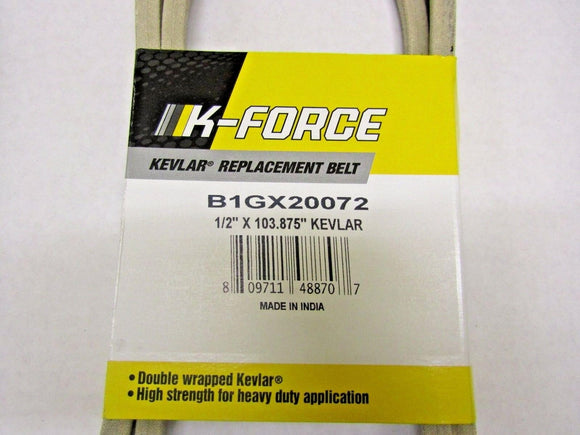 K-FORCE
KEVLAR® REPLACEMENT BELT
B1GX20072
1/2" X 103.875" KEVLAR
8 09711 48870 7
MADE IN INDIA
• Double wrapped Kevlar®
• High strength for heavy duty application